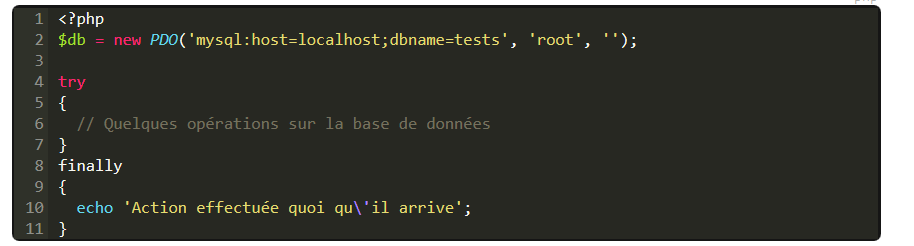 1 <?php
2 $db = new PDO('mysql:host=localhost;dbname=tests', 'root', '');
3
4 try
5 {
6   // Quelques opérations sur la base de données
7 }
8 finally
9 {
10   echo 'Action effectuée quoi qu\'il arrive';
11 }